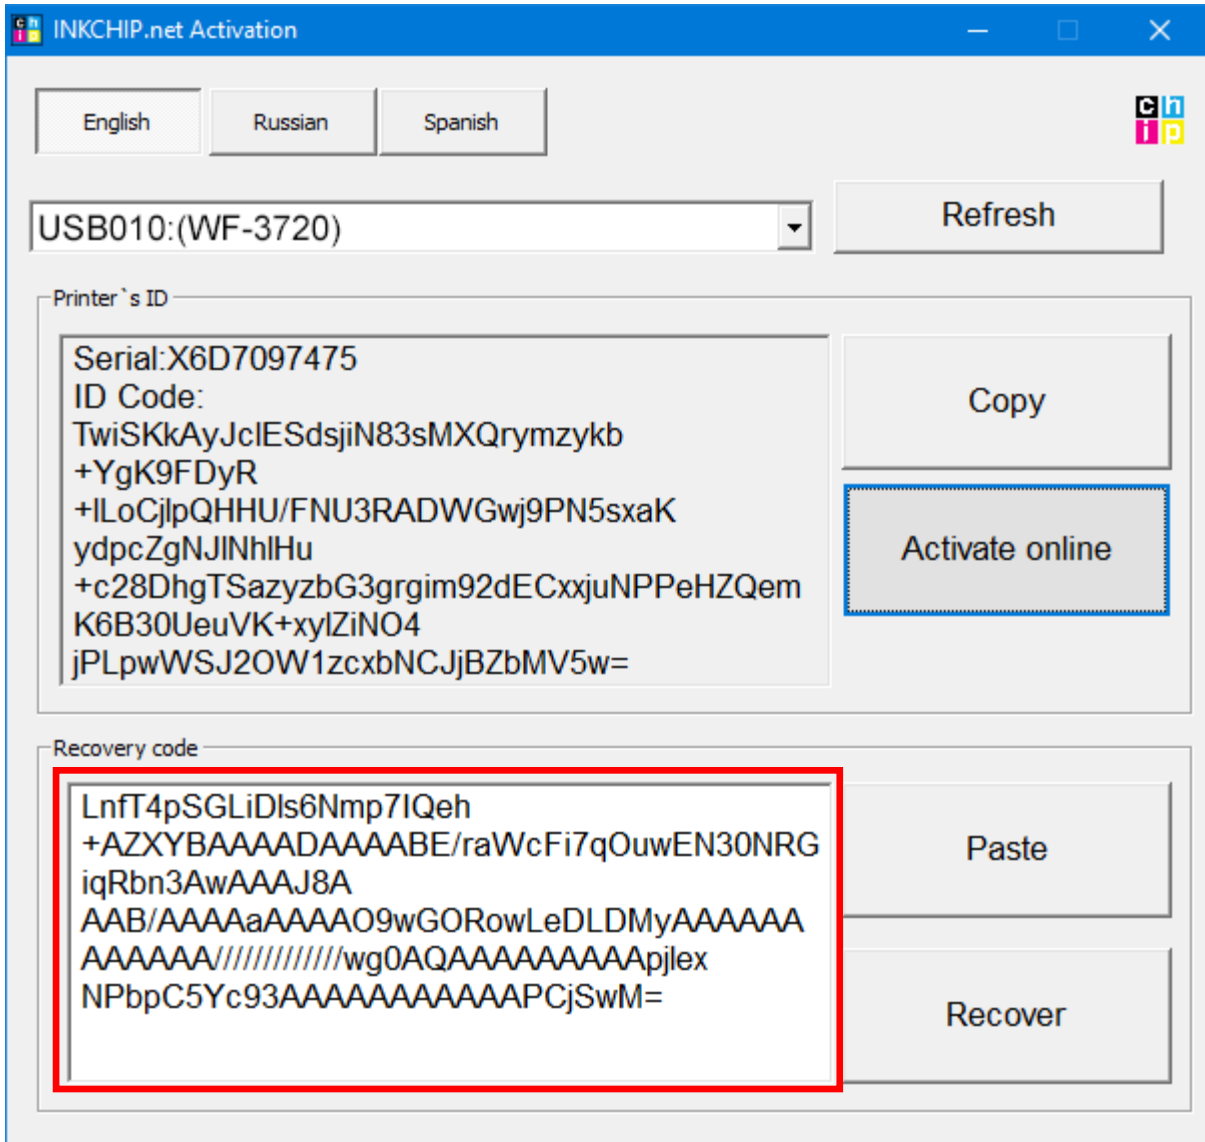 INKCHIP.net Activation
English
Russian
Spanish
chip
USB010:(WF-3720)
Refresh
Printer`s ID
Serial:X6D7097475
ID Code:
TwiSKkAyJclESdsjiN83sMXQrymzykb
+YgK9FDyR
+lLoCjlpQHHU/FNU3RADWGwj9PN5sxaK
ydpcZgNJlNhlHu
+c28DhgTSazyzbG3grgim92dECxxjuNPPeHZQem
K6B30UeuVK+xylZiNO4
jPLpwWSJ2OW1zcxbNCJjBZbMV5w=
Copy
Activate online
Recovery code
LnfT4pSGLiDls6Nmp7IQeh
+AZXYBAAAADAAAABE/raWcFi7qOuwEN30NRG
iqRbn3AwAAAJ8A
AAB/AAAAaAAAAO9wGORowLeDLDMyAAAAAA
AAAAAA/////////////wg0AQAAAAAAAAApjlex
NPbpC5Yc93AAAAAAAAAAAPCjSwM=
Paste
Recover